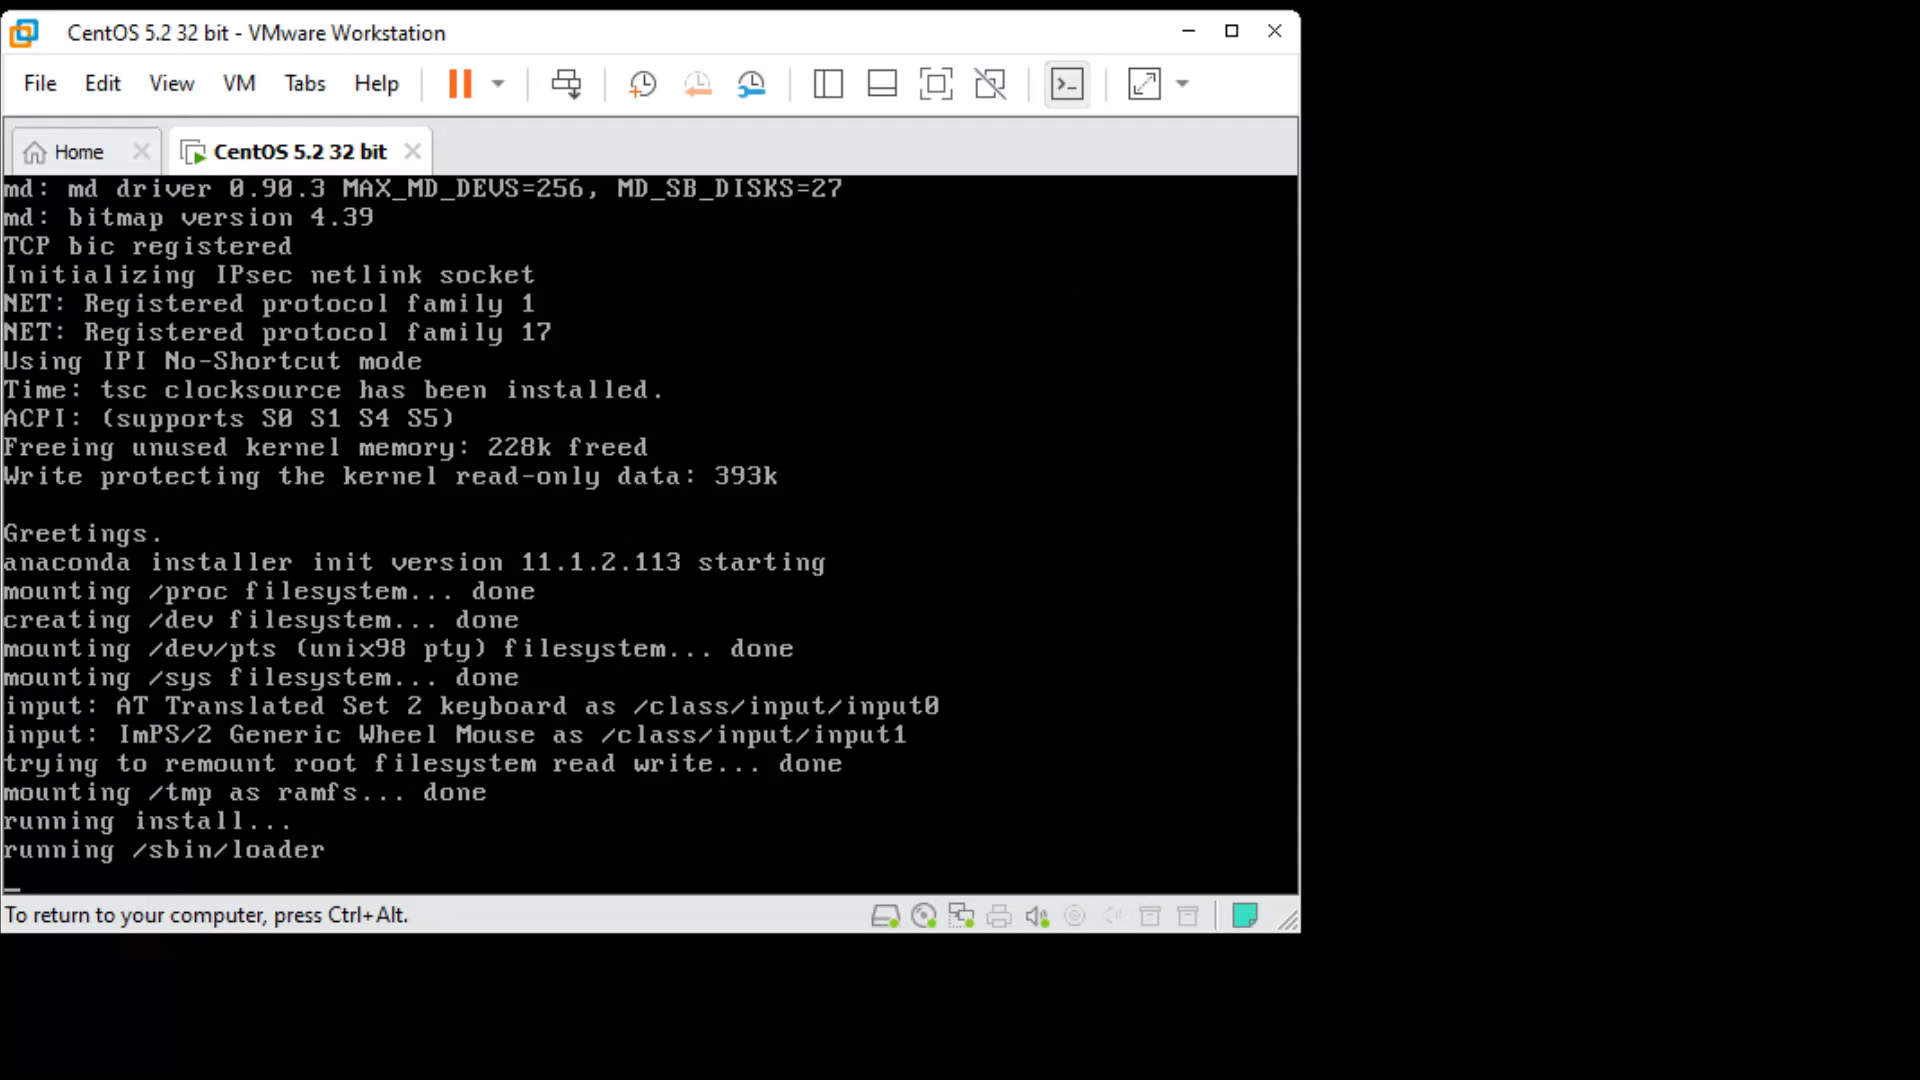 CentOS 5.2 32 bit - VMware Workstation
File Edit View VM Tabs Help
Home CentOS 5.2 32 bit
md: md driver 0.90.3 MAX_MD_DEVS=256, MD_SB_DISKS=27
md: bitmap version 4.39
TCP bic registered
Initializing IPsec netlink socket
NET: Registered protocol family 1
NET: Registered protocol family 17
Using IPI No-Shortcut mode
Time: tsc clocksource has been installed.
ACPI: (supports S0 S1 S4 S5)
Freeing unused kernel memory: 228k freed
Write protecting the kernel read-only data: 393k
Greetings.
anaconda installer init version 11.1.2.113 starting
mounting /proc filesystem... done
creating /dev filesystem... done
mounting /dev/pts (unix98 pty) filesystem... done
mounting /sys filesystem... done
input: AT Translated Set 2 keyboard as /class/input/input0
input: ImPS/2 Generic Wheel Mouse as /class/input/input1
trying to remount root filesystem read write... done
mounting /tmp as ramfs... done
running install...
running /sbin/loader
To return to your computer, press Ctrl+Alt.